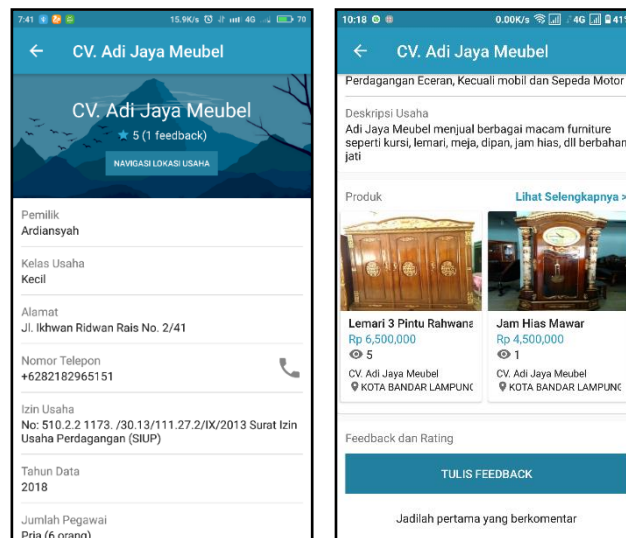 7:41 15.9K/s 4G 70
CV. Adi Jaya Meubel
CV. Adi Jaya Meubel
5 (1 feedback)
NAVIGASI LOKASI USAHA
Pemilik
Ardiansyah
Kelas Usaha
Kecil
Alamat
Jl. Ikhwan Ridwan Rais No. 2/41
Nomor Telepon
+6282182965151
Izin Usaha
No: 510.2.2 1173. /30.13/111.27.2/IX/2013 Surat Izin
Usaha Perdagangan (SIUP)
Tahun Data
2018
Jumlah Pegawai
Pria (6 orang)
10:18 0.00K/s 4G 41%
CV. Adi Jaya Meubel
Perdagangan Eceran, Kecuali mobil dan Sepeda Motor
Deskripsi Usaha
Adi Jaya Meubel menjual berbagai macam furniture
seperti kursi, lemari, meja, dipan, jam hias, dll berbahan
jati
Produk Lihat Selengkapnya >
Lemari 3 Pintu Rahwana
Rp 6,500,000
5
CV. Adi Jaya Meubel
KOTA BANDAR LAMPUNG
Jam Hias Mawar
Rp 4,500,000
1
CV. Adi Jaya Meubel
KOTA BANDAR LAMPUNG
Feedback dan Rating
TULIS FEEDBACK
Jadilah pertama yang berkomentar